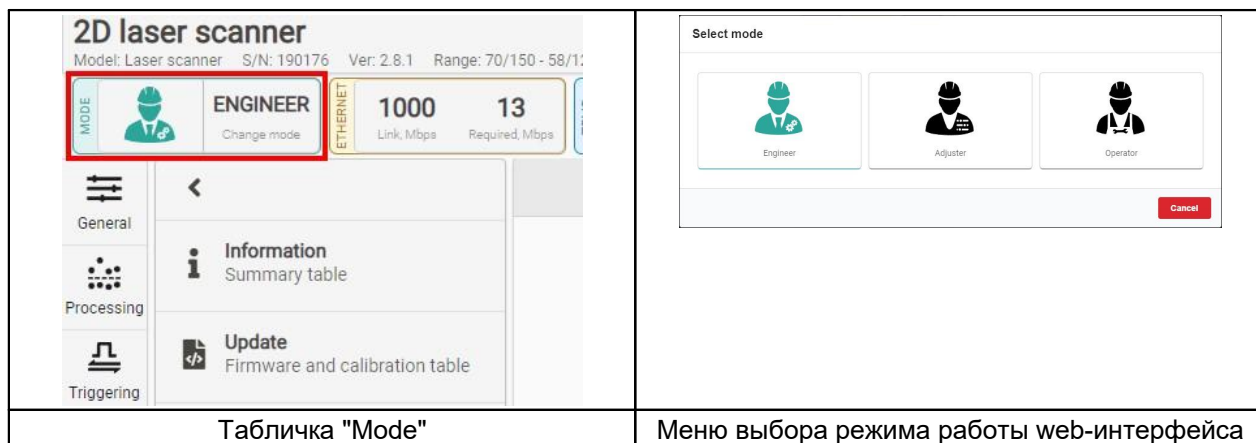 2D laser scanner
Model: Laser scanner S/N: 190176 Ver: 2.8.1 Range: 70/150 - 58/12
MODE
ENGINEER
Change mode
ETHERNET
1000
Link, Mbps
13
Required, Mbps
General
Information
Summary table
Processing
Update
Firmware and calibration table
Triggering
Табличка "Mode"
Select mode
Engineer
Adjuster
Operator
Cancel
Меню выбора режима работы web-интерфейса